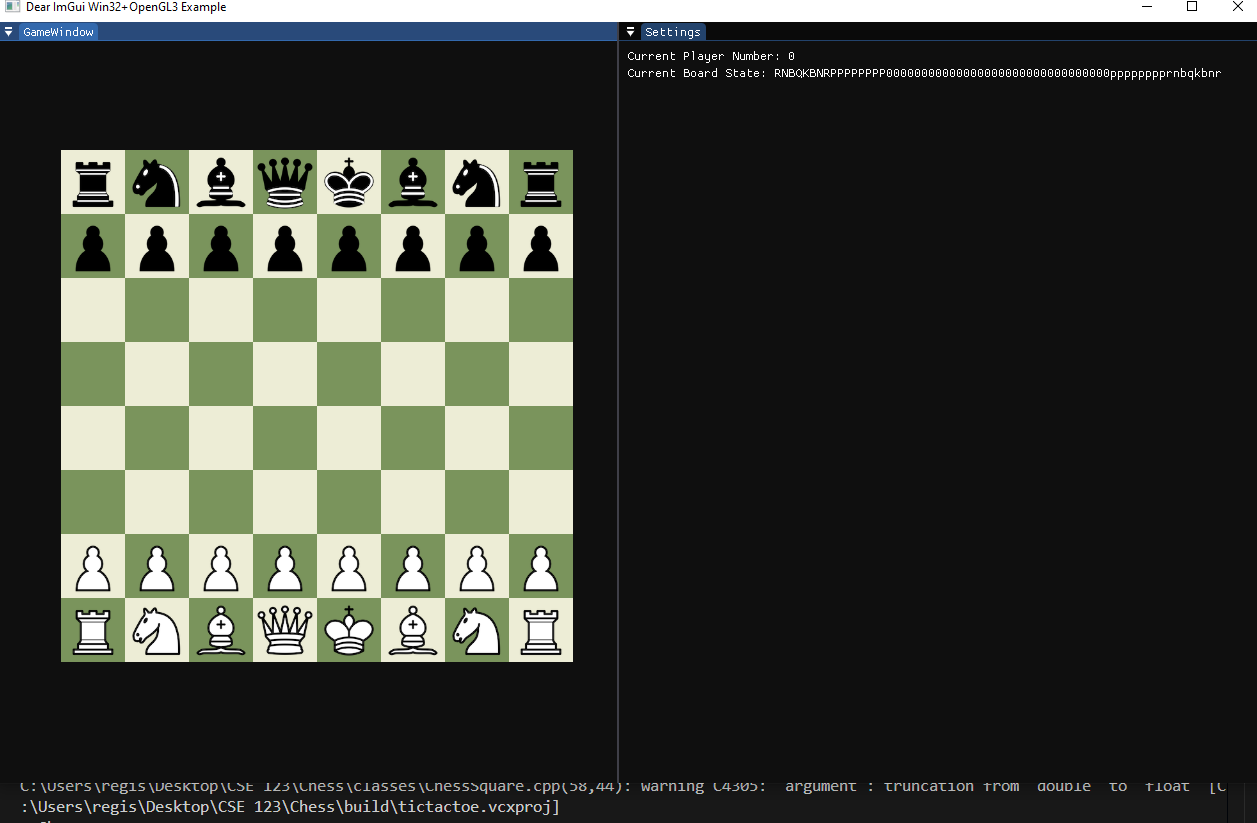 Dear ImGui Win32+OpenGL3 Example
GameWindow
Settings
Current Player Number: 0
Current Board State: RNBQKBNRPPPPPPPP00000000000000000000000000000000pppppppprnbqkbnr
C:\Users\regis\Desktop\CSE 123\Chess\classes\ChessSquare.cpp(58,44): warning C4305: 'argument': truncation from 'double' to 'float' [C
:\Users\regis\Desktop\CSE 123\Chess\build\tictactoe.vcxproj]